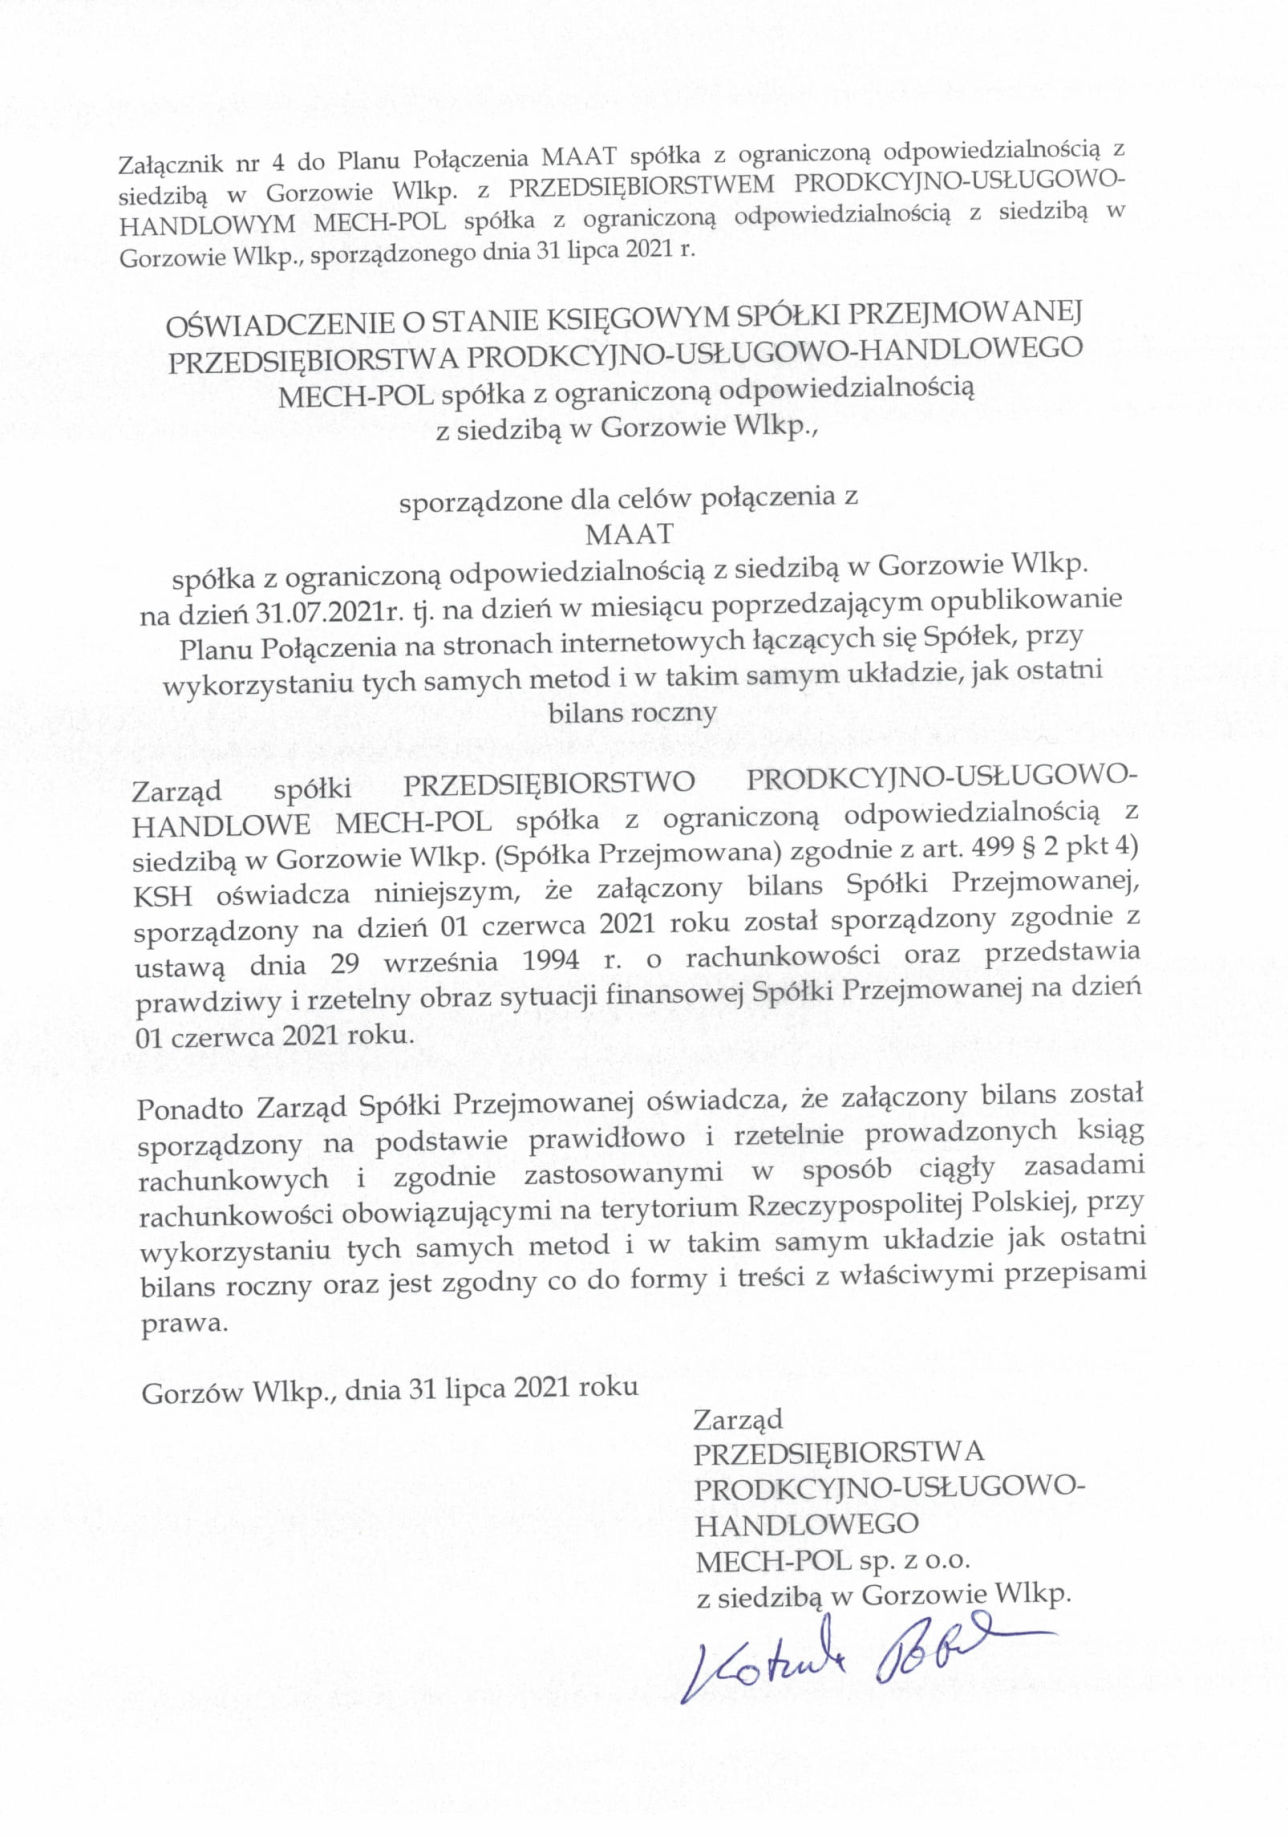 Załącznik nr 4 do Planu Połączenia MAAT spółka z ograniczoną odpowiedzialnością z
siedzibą w Gorzowie Wlkp. z PRZEDSIĘBIORSTWEM PRODKCYJNO-USŁUGOWO-
HANDLOWYM MECH-POL spółka z ograniczoną odpowiedzialnością z siedzibą w
Gorzowie Wlkp., sporządzonego dnia 31 lipca 2021 r.
OŚWIADCZENIE O STANIE KSIĘGOWYM SPÓŁKI PRZEJMOWANEJ
PRZEDSIĘBIORSTWA PRODKCYJNO-USŁUGOWO-HANDLOWEGO
MECH-POL spółka z ograniczoną odpowiedzialnością
z siedzibą w Gorzowie Wlkp.,
sporządzone dla celów połączenia z
MAAT
spółka z ograniczoną odpowiedzialnością z siedzibą w Gorzowie Wlkp.
na dzień 31.07.2021r. tj. na dzień w miesiącu poprzedzającym opublikowanie
Planu Połączenia na stronach internetowych łączących się Spółek, przy
wykorzystaniu tych samych metod i w takim samym układzie, jak ostatni
bilans roczny
Zarząd spółki PRZEDSIĘBIORSTWO PRODKCYJNO-USŁUGOWO-
HANDLOWE MECH-POL spółka z ograniczoną odpowiedzialnością z
siedzibą w Gorzowie Wlkp. (Spółka Przejmowana) zgodnie z art. 499 § 2 pkt 4)
KSH oświadcza niniejszym, że załączony bilans Spółki Przejmowanej,
sporządzony na dzień 01 czerwca 2021 roku został sporządzony zgodnie z
ustawą dnia 29 września 1994 r. o rachunkowości oraz przedstawia
prawdziwy i rzetelny obraz sytuacji finansowej Spółki Przejmowanej na dzień
01 czerwca 2021 roku.
Ponadto Zarząd Spółki Przejmowanej oświadcza, że załączony bilans został
sporządzony na podstawie prawidłowo i rzetelnie prowadzonych ksiąg
rachunkowych i zgodnie zastosowanymi w sposób ciągły zasadami
rachunkowości obowiązującymi na terytorium Rzeczypospolitej Polskiej, przy
wykorzystaniu tych samych metod i w takim samym układzie jak ostatni
bilans roczny oraz jest zgodny co do formy i treści z właściwymi przepisami
prawa.
Gorzów Wlkp., dnia 31 lipca 2021 roku
Zarząd
PRZEDSIĘBIORSTWA
PRODKCYJNO-USŁUGOWO-
HANDLOWEGO
MECH-POL sp. z o.o.
z siedzibą w Gorzowie Wlkp.